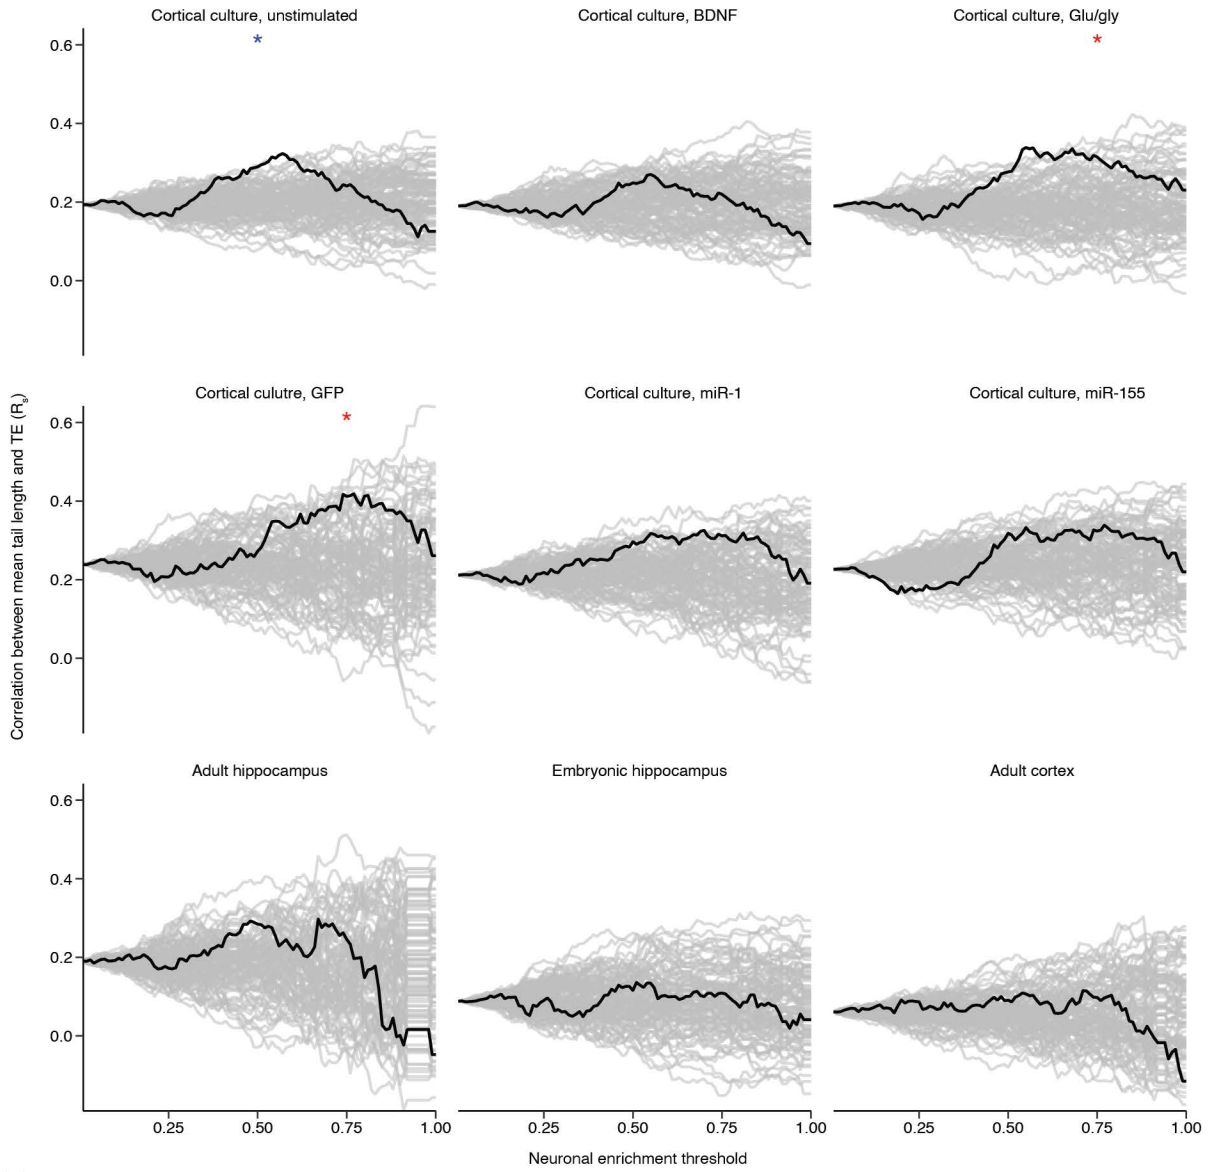 Cortical culture, unstimulated
Cortical culture, BDNF
Cortical culture, Glu/gly
*
*
0.6
0.4
0.2
0.0
Cortical culutre, GFP
Cortical culture, miR-1
Cortical culture, miR-155
*
0.6
0.4
0.2
0.0
Correlation between mean tail length and TE (Rs)
Adult hippocampus
Embryonic hippocampus
Adult cortex
0.6
0.4
0.2
0.0
0.25 0.50 0.75 1.00
0.25 0.50 0.75 1.00
0.25 0.50 0.75 1.00
Neuronal enrichment threshold